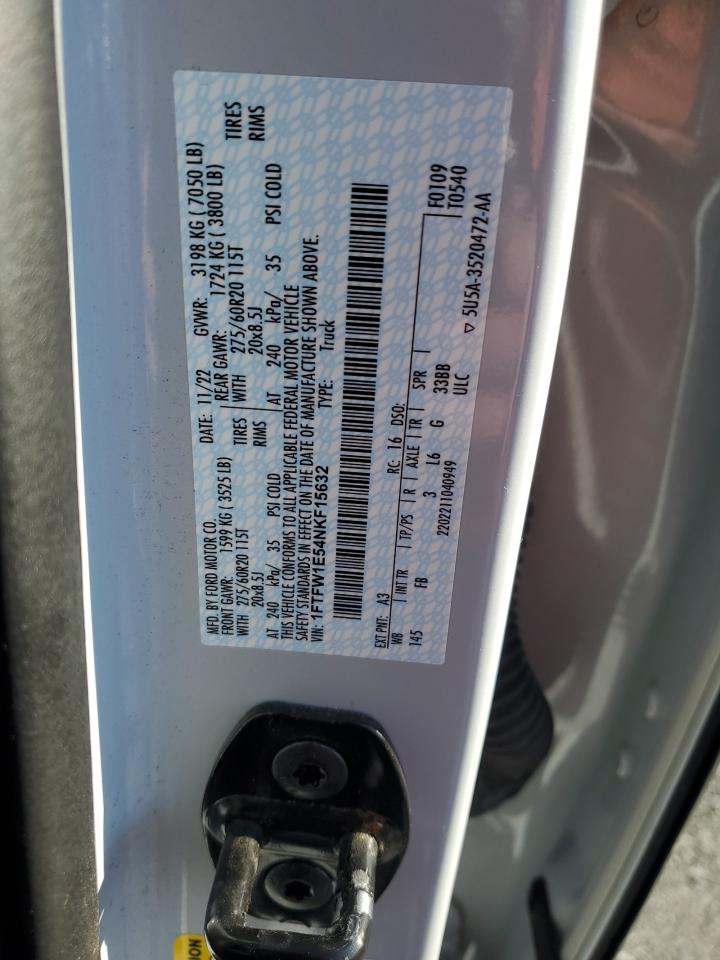 MFD. BY FORD MOTOR CO.
DATE: 11/22 GVWR: 3198 KG ( 7050 LB)
FRONT GAWR: 1599 KG ( 3525 LB) REAR GAWR: 1724 KG ( 3800 LB)
WITH 275/60R20 115T TIRES WITH 275/60R20 115T TIRES
20x8.5J RIMS 20x8.5J RIMS
AT 240 kPa/ 35 PSI COLD AT 240 kPa/ 35 PSI COLD
THIS VEHICLE CONFORMS TO ALL APPLICABLE FEDERAL MOTOR VEHICLE
SAFETY STANDARDS IN EFFECT ON THE DATE OF MANUFACTURE SHOWN ABOVE.
VIN: 1FTFW1E54NKF15632 TYPE: Truck
EXT PNT: A3 RC: 16 DSO: F0109
WB INT TR TP/PS R AXLE TR SPR T0540
145 FB 3 L6 G 33BB
2202211040949 ULC ▽ 5U5A-3520472-AA
ION